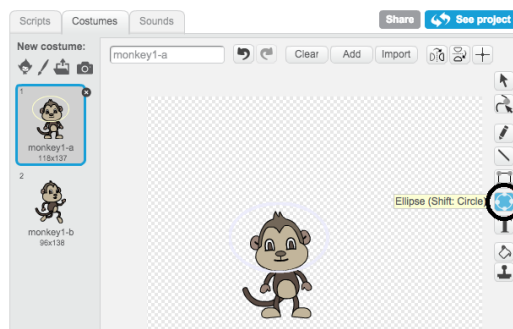 Scripts Costumes Sounds Share See project
New costume:
monkey1-a Clear Add Import
1
monkey1-a
118x137
2
monkey1-b
96x138
Ellipse (Shift: Circle)
T